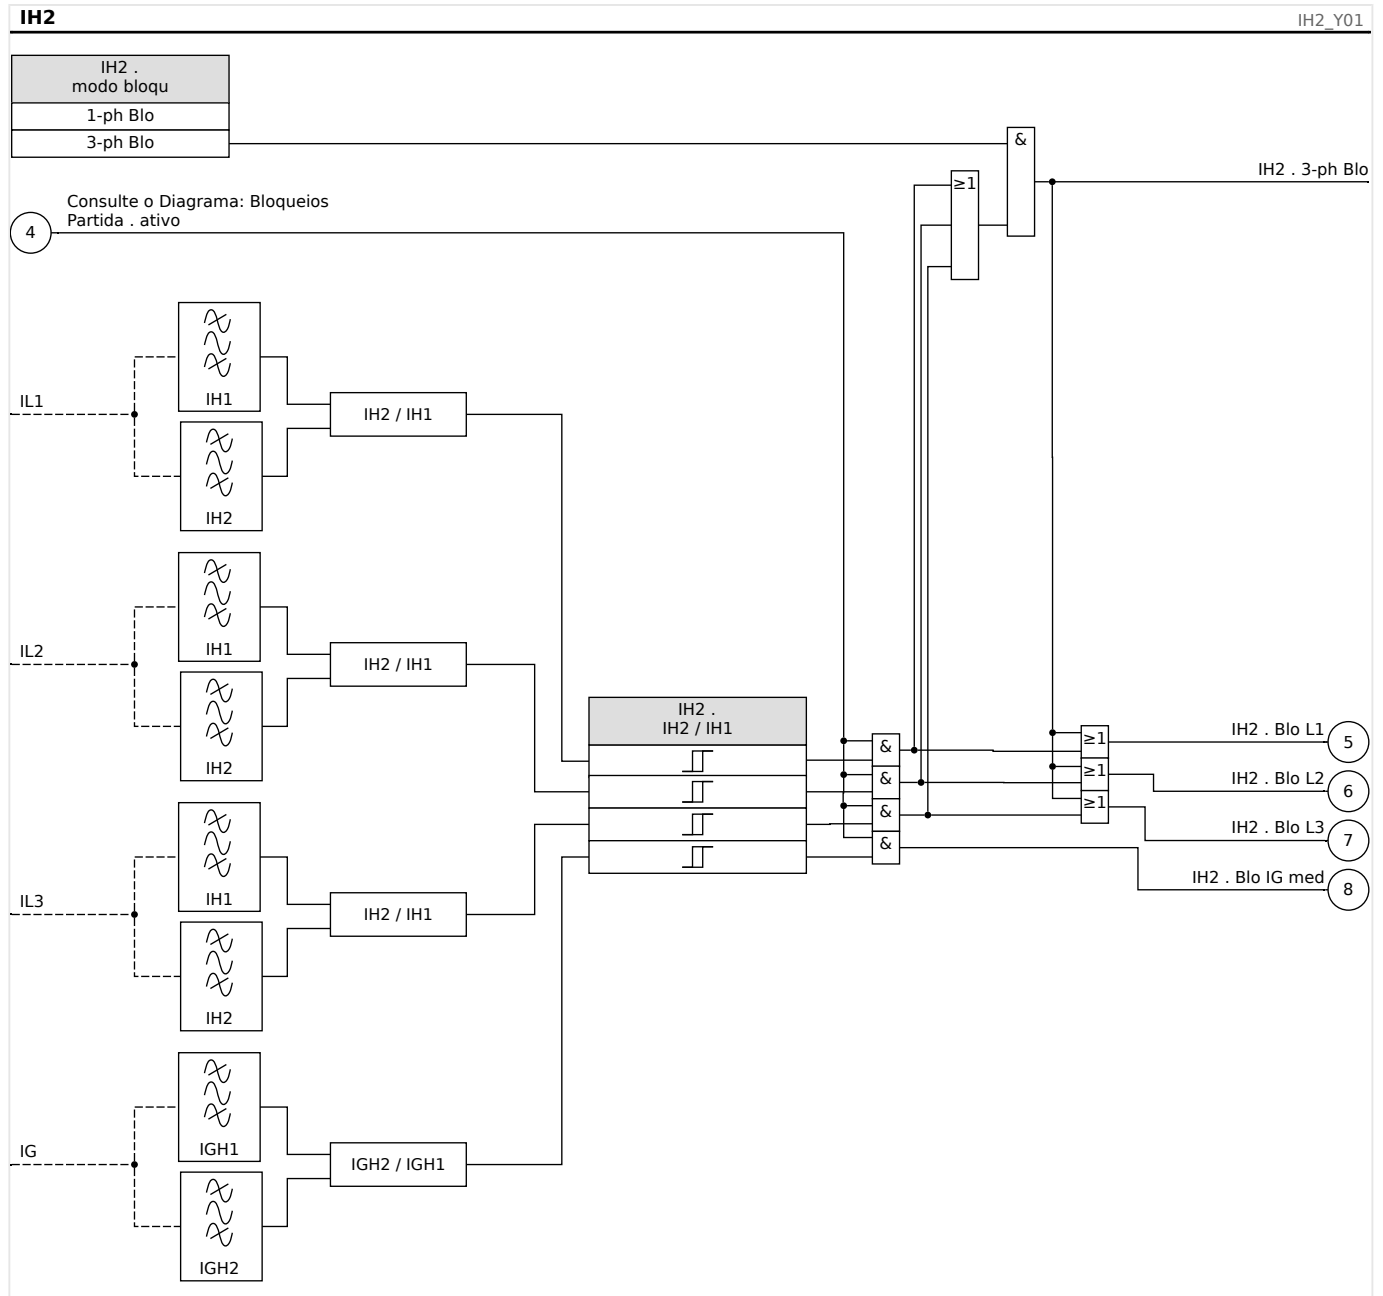 IH2
IH2_Y01
IH2 .
modo bloqu
1-ph Blo
3-ph Blo
&
IH2 . 3-ph Blo
≥1
Consulte o Diagrama: Bloqueios
Partida . ativo
4
IH1
IL1
IH2 / IH1
IH2
IH1
IL2
IH2 / IH1
IH2
IH2 .
IH2 / IH1
&
&
&
&
≥1
≥1
≥1
IH2 . Blo L1
5
IH2 . Blo L2
6
IH2 . Blo L3
7
IH2 . Blo IG med
8
IH1
IL3
IH2 / IH1
IH2
IGH1
IG
IGH2 / IGH1
IGH2